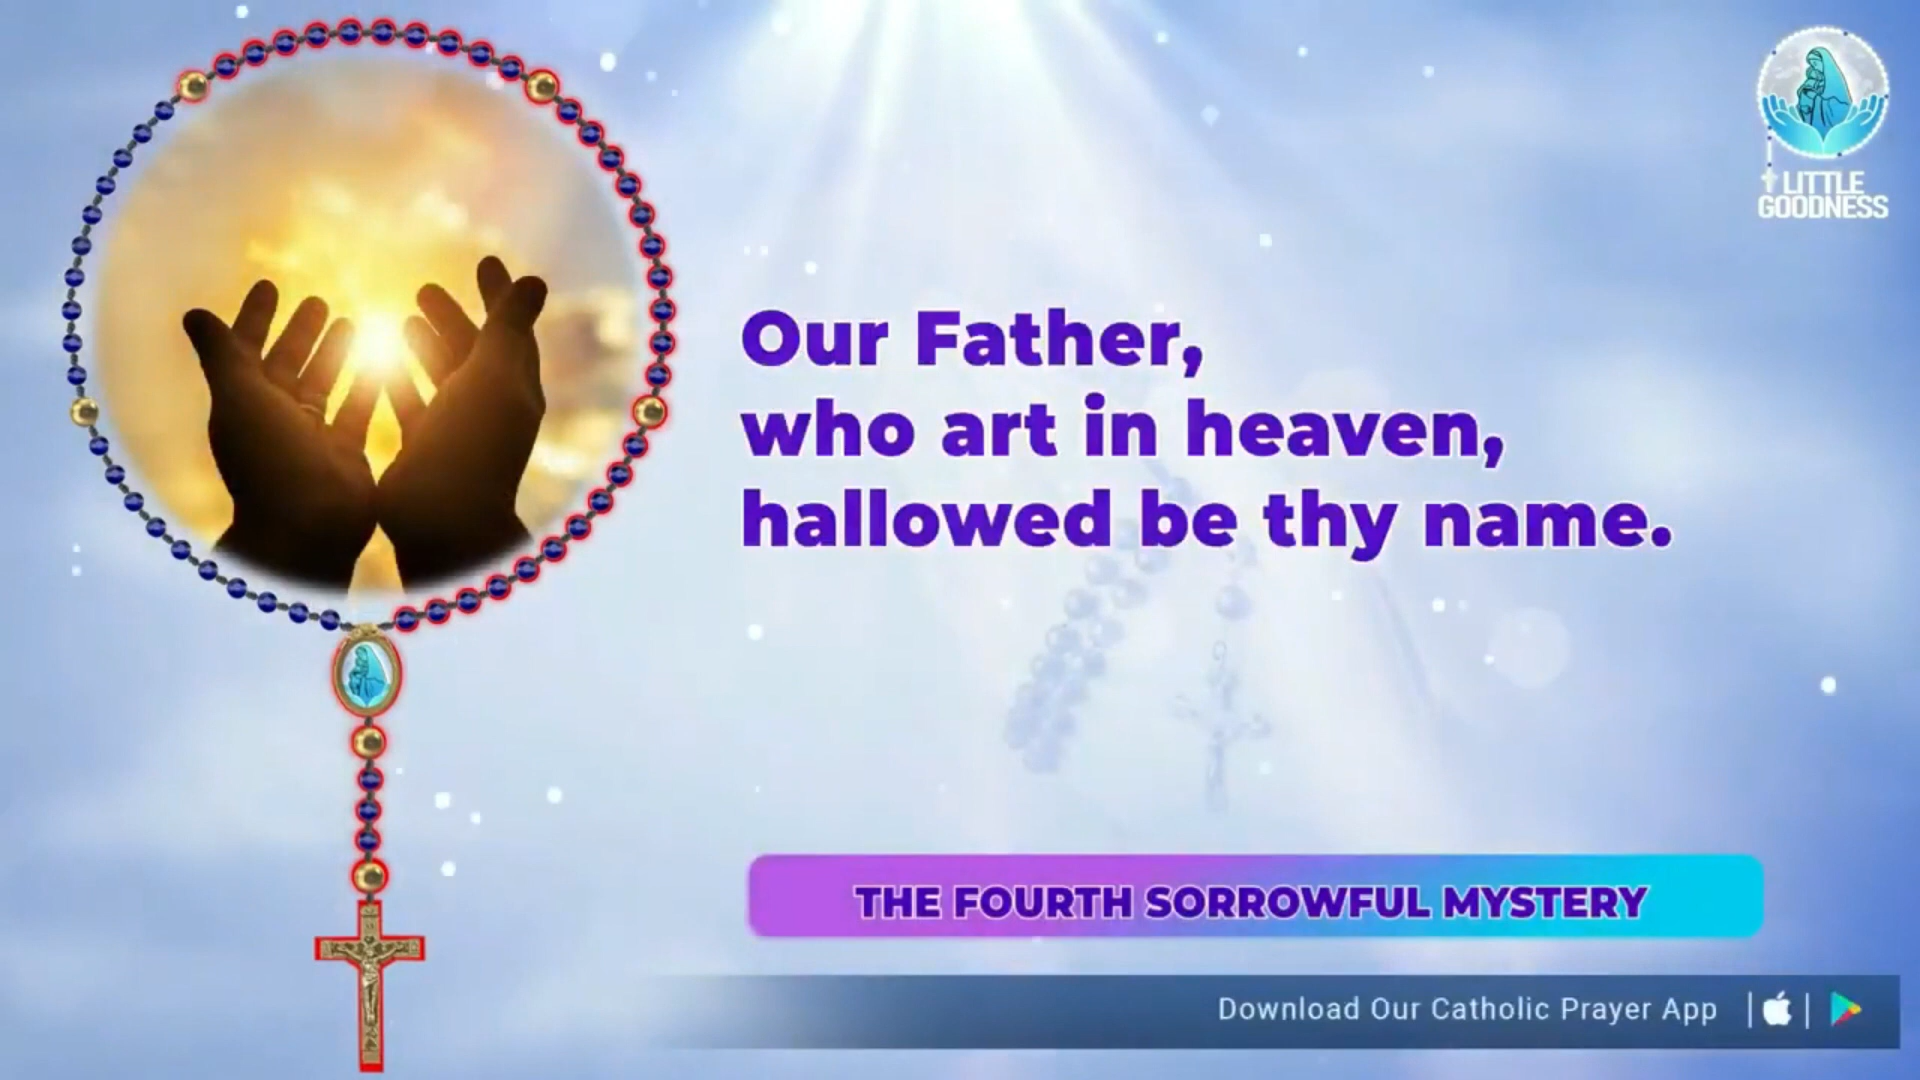 LITTLE
GOODNESS
Our Father,
who art in heaven,
hallowed be thy name.
THE FOURTH SORROWFUL MYSTERY
Download Our Catholic Prayer App